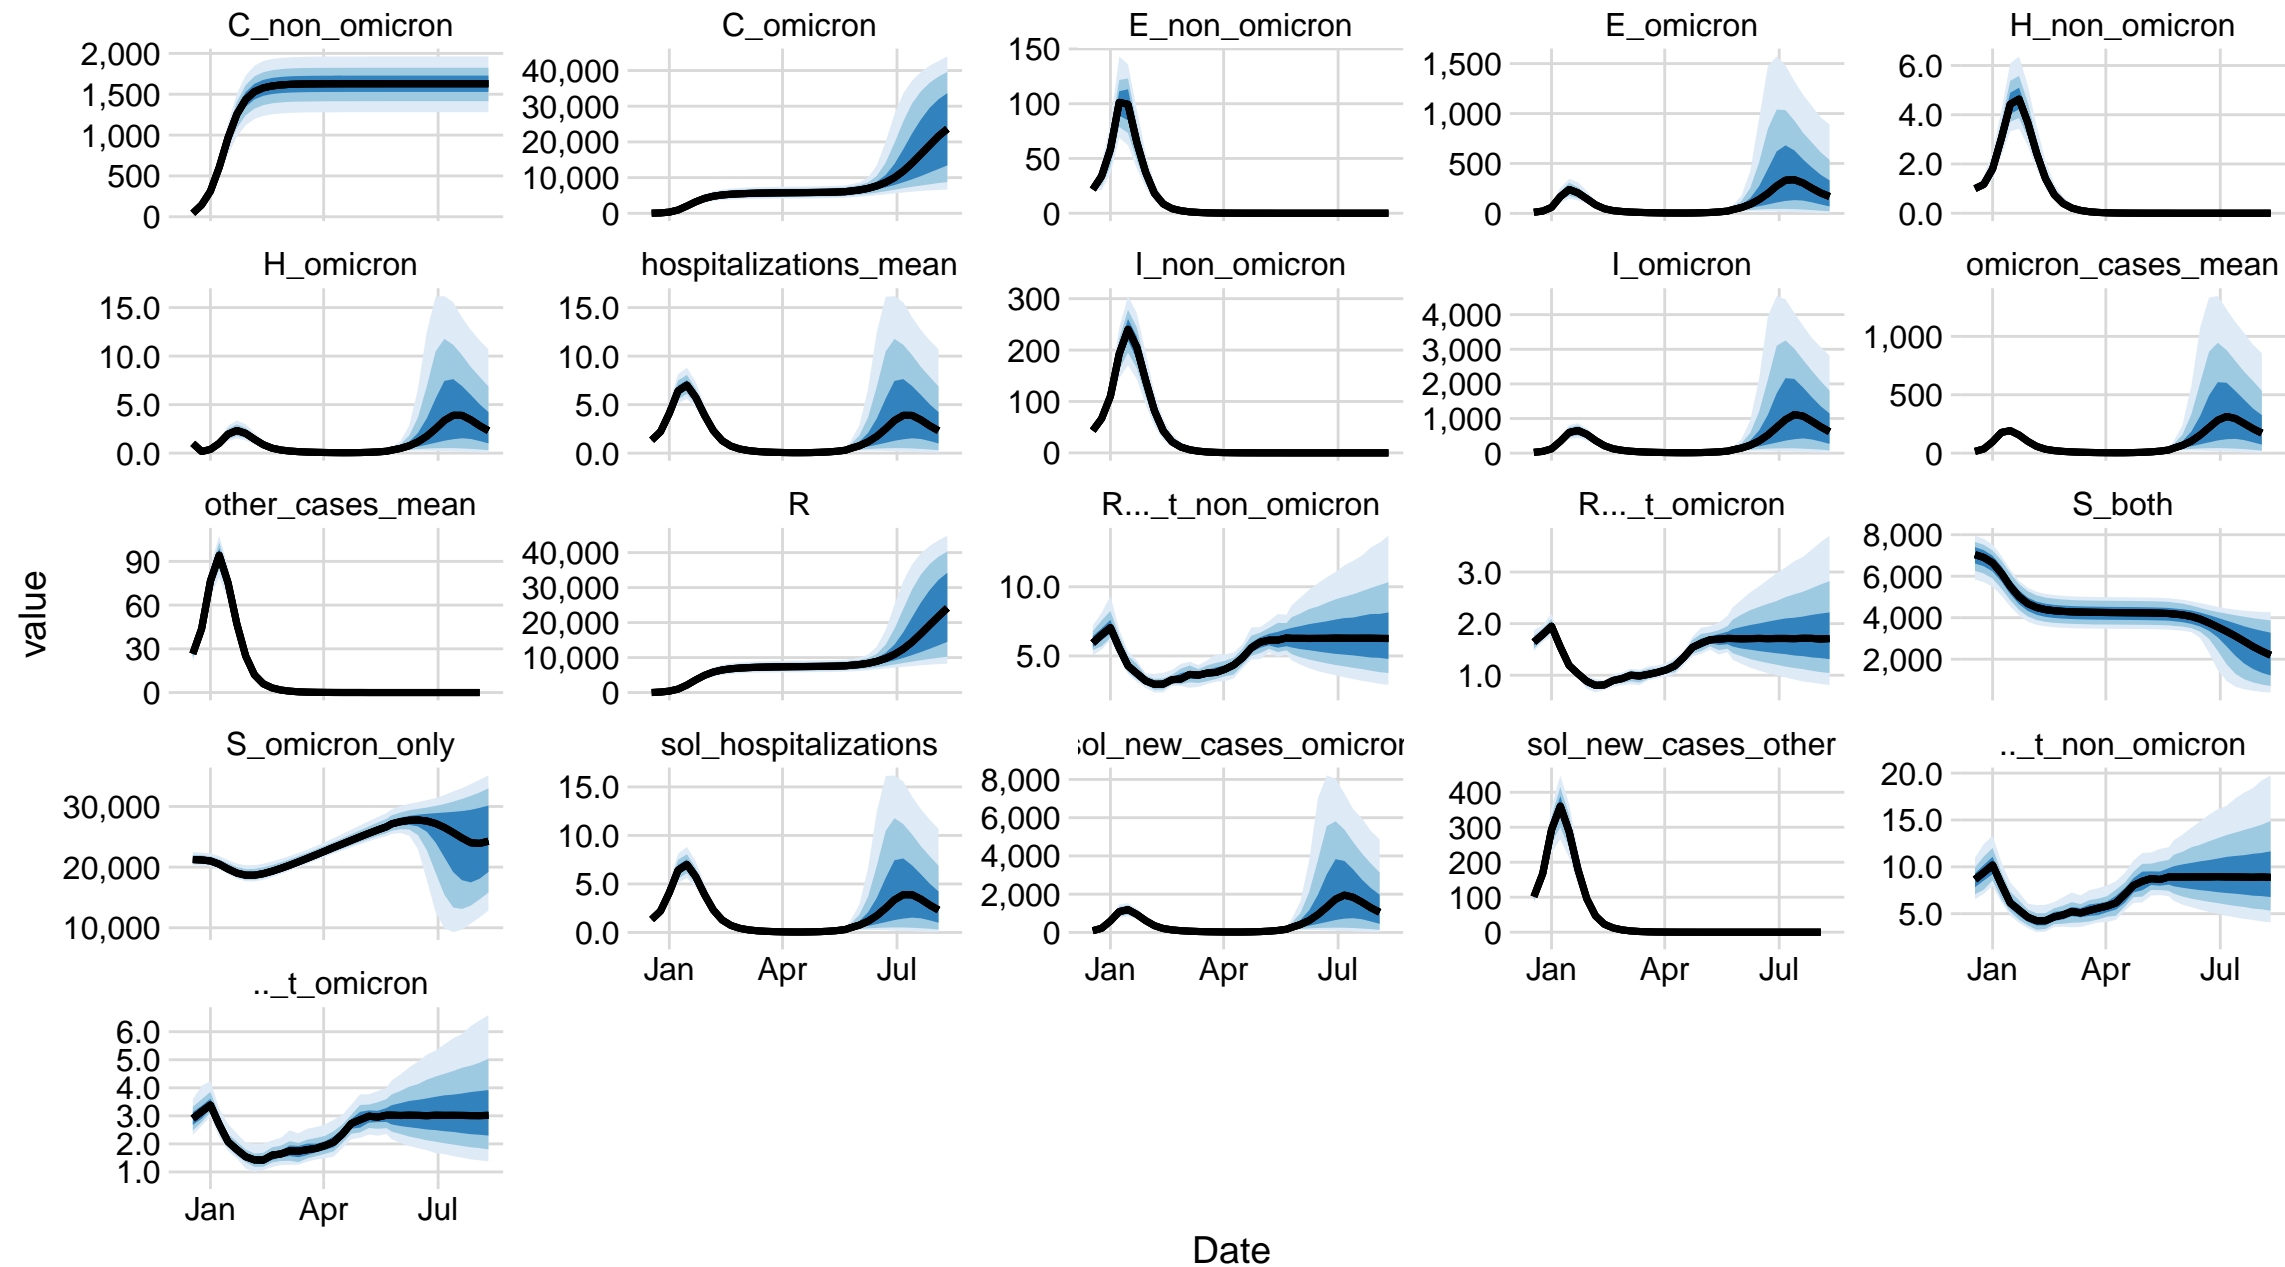 C_non_omicron C_omicron E_non_omicron E_omicron H_non_omicron
2,000 1,500 1,000 500 0
40,000 30,000 20,000 10,000 0
150 100 50 0
1,500 1,000 500 0
6.0 4.0 2.0 0.0
H_omicron hospitalizations_mean I_non_omicron I_omicron omicron_cases_mean
15.0 10.0 5.0 0.0
15.0 10.0 5.0 0.0
300 200 100 0
4,000 3,000 2,000 1,000 0
1,000 500 0
other_cases_mean R R..._t_non_omicron R..._t_omicron S_both
90 60 30 0
40,000 30,000 20,000 10,000 0
10.0 5.0
3.0 2.0 1.0
8,000 6,000 4,000 2,000
value
S_omicron_only sol_hospitalizations sol_new_cases_omicron sol_new_cases_other .._t_non_omicron
30,000 20,000 10,000
15.0 10.0 5.0 0.0
8,000 6,000 4,000 2,000 0
400 300 200 100 0
20.0 15.0 10.0 5.0
Jan Apr Jul Jan Apr Jul Jan Apr Jul Jan Apr Jul
.._t_omicron
6.0 5.0 4.0 3.0 2.0 1.0
Jan Apr Jul
Date